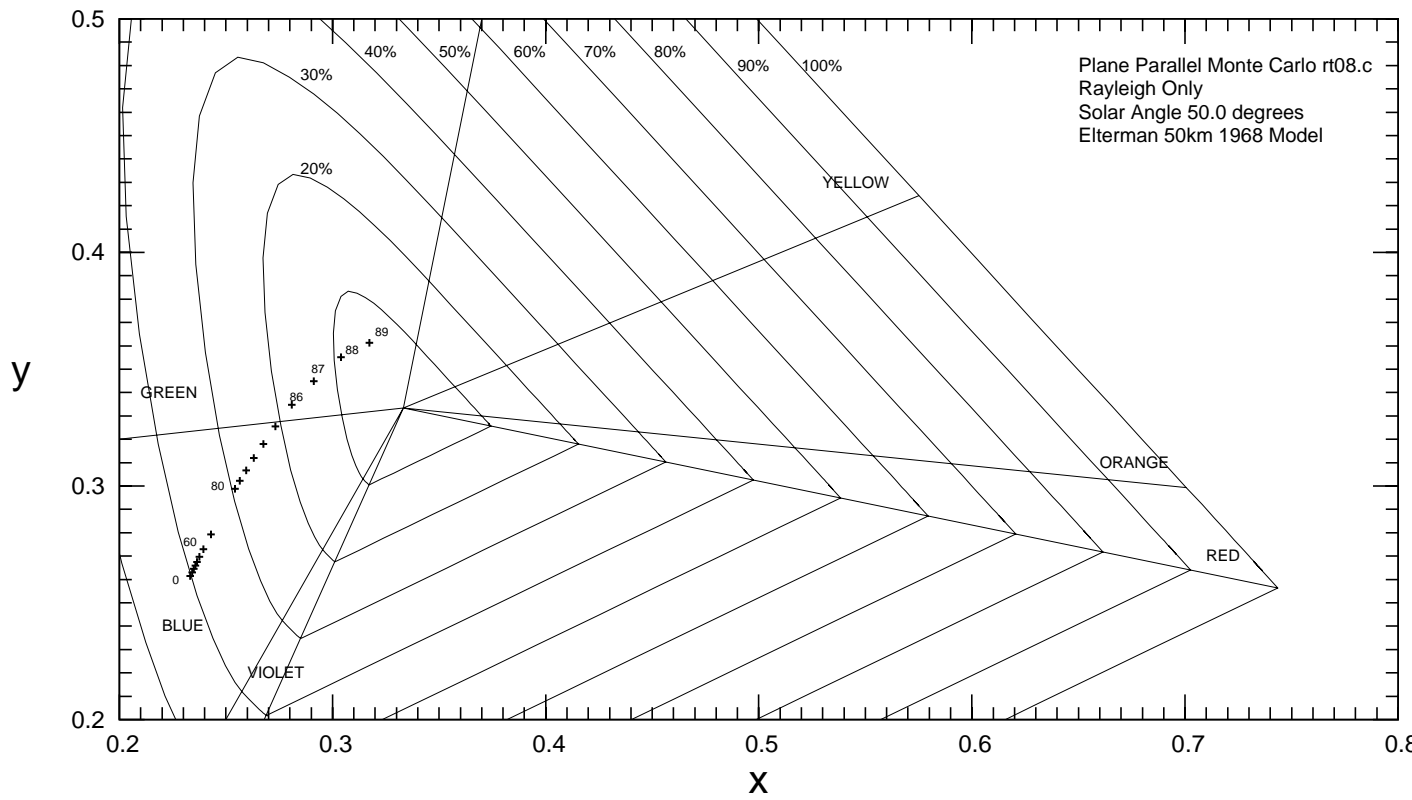 0.5
40%
50%
60%
70%
80%
90%
100%
30%
20%
Plane Parallel Monte Carlo rt08.c
Rayleigh Only
Solar Angle 50.0 degrees
Elterman 50km 1968 Model
YELLOW
0.4
89
88
87
86
y
GREEN
ORANGE
80
0.3
60
0
RED
BLUE
VIOLET
0.2
0.2
0.3
0.4
0.5
0.6
0.7
0.8
x